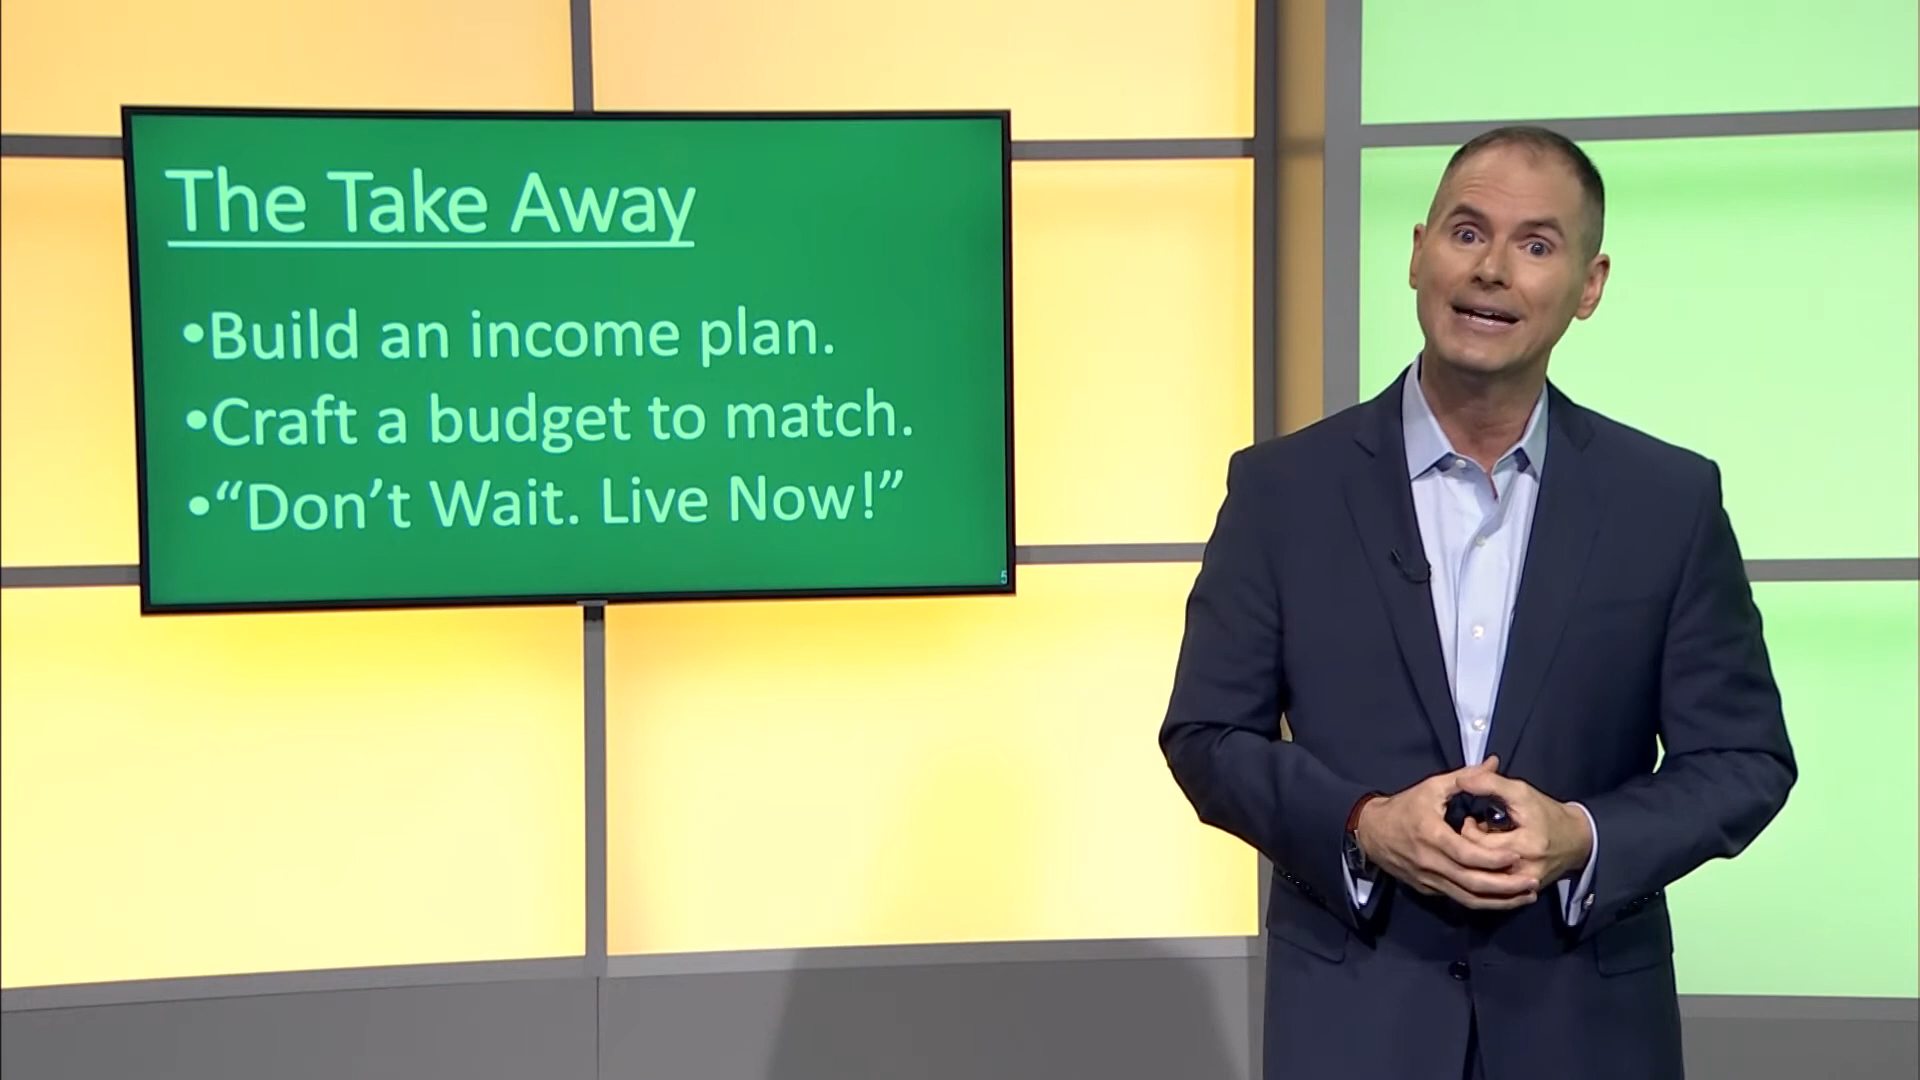 The Take Away
•Build an income plan.
•Craft a budget to match.
•“Don’t Wait. Live Now!”
5